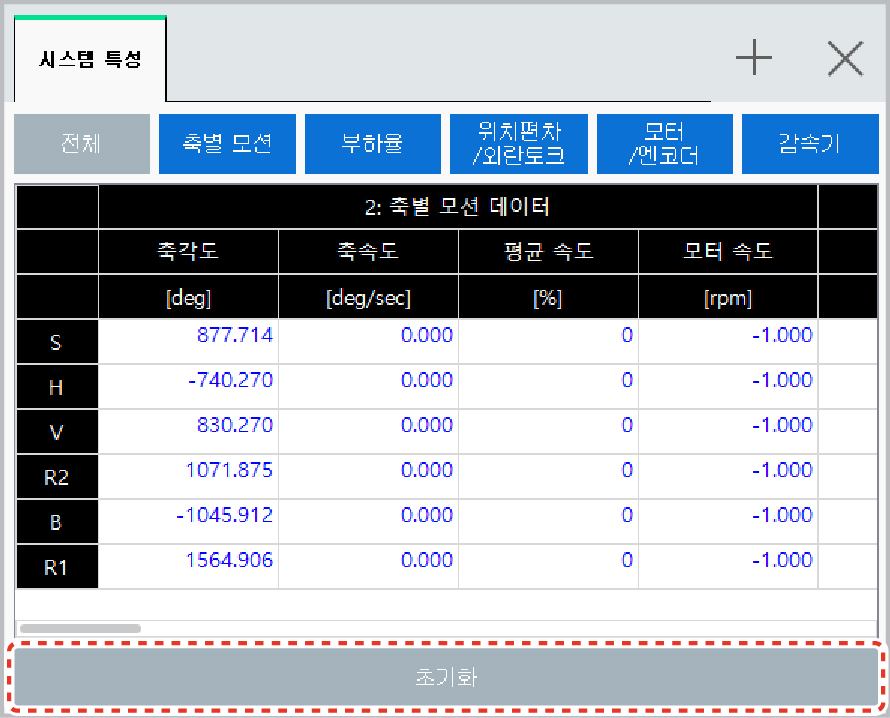 시스템 특성
전체 축별 모션 부하율 위치편차 /외란토크 모터 /엔코더 감속기
2: 축별 모션 데이터
축각도 축속도 평균 속도 모터 속도
[deg] [deg/sec] [%] [rpm]
S 877.714 0.000 0 -1.000
H -740.270 0.000 0 -1.000
V 830.270 0.000 0 -1.000
R2 1071.875 0.000 0 -1.000
B -1045.912 0.000 0 -1.000
R1 1564.906 0.000 0 -1.000
초기화